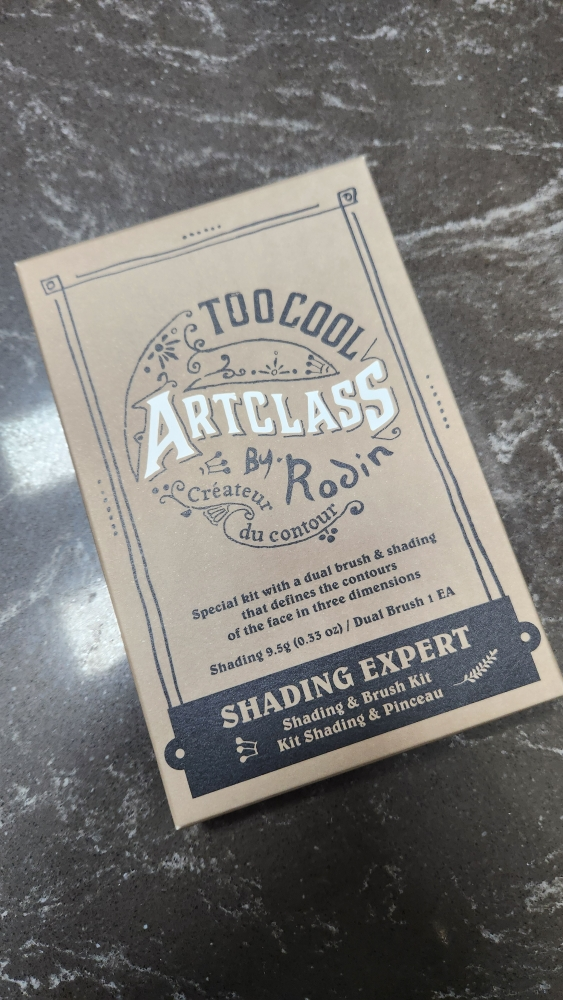 TOO COOL
ARTCLASS
By. Rodin
Créateur
du contour
Special kit with a dual brush & shading
that defines the contours
of the face in three dimensions
Shading 9.5g (0.33 oz) / Dual Brush 1 EA
SHADING EXPERT
Shading & Brush Kit
Kit Shading & Pinceau